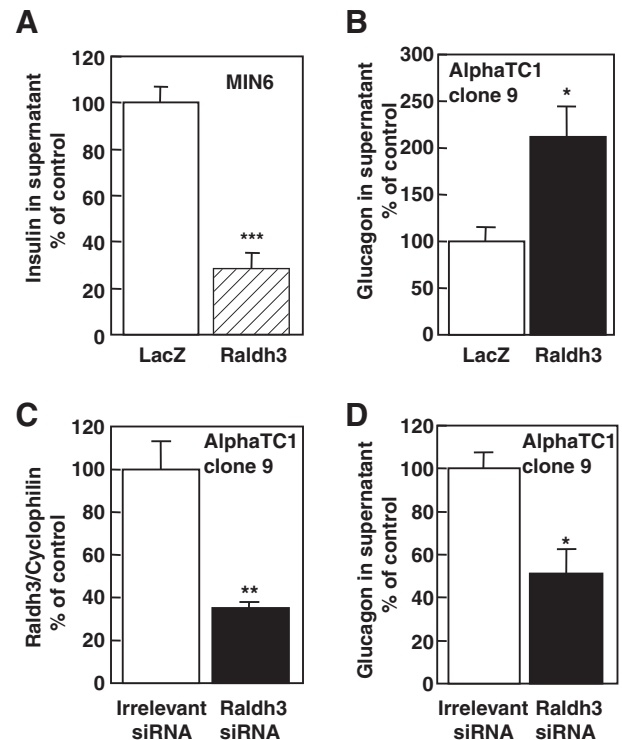 A
Insulin in supernatant
% of control
120
100
80
60
40
20
0
MIN6
***
LacZ
Raldh3
B
Glucagon in supernatant
% of control
300
250
200
150
100
50
0
AlphaTC1
clone 9
*
LacZ
Raldh3
C
Raldh3/Cyclophilin
% of control
120
100
80
60
40
20
0
AlphaTC1
clone 9
**
Irrelevant
siRNA
Raldh3
siRNA
D
Glucagon in supernatant
% of control
120
100
80
60
40
20
0
AlphaTC1
clone 9
*
Irrelevant
siRNA
Raldh3
siRNA